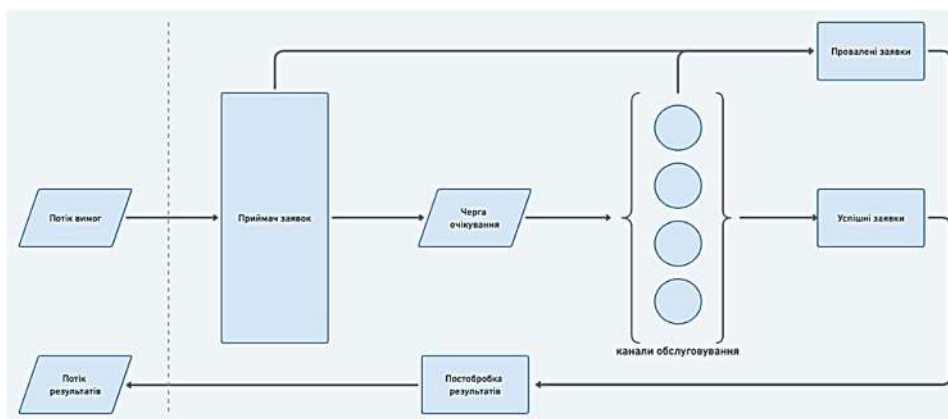 Провалені заявки
Потік вимог
Приймач заявок
Черга
очікування
Успішні заявки
канали обслуговування
Потік
результатів
Постобробка
результатів